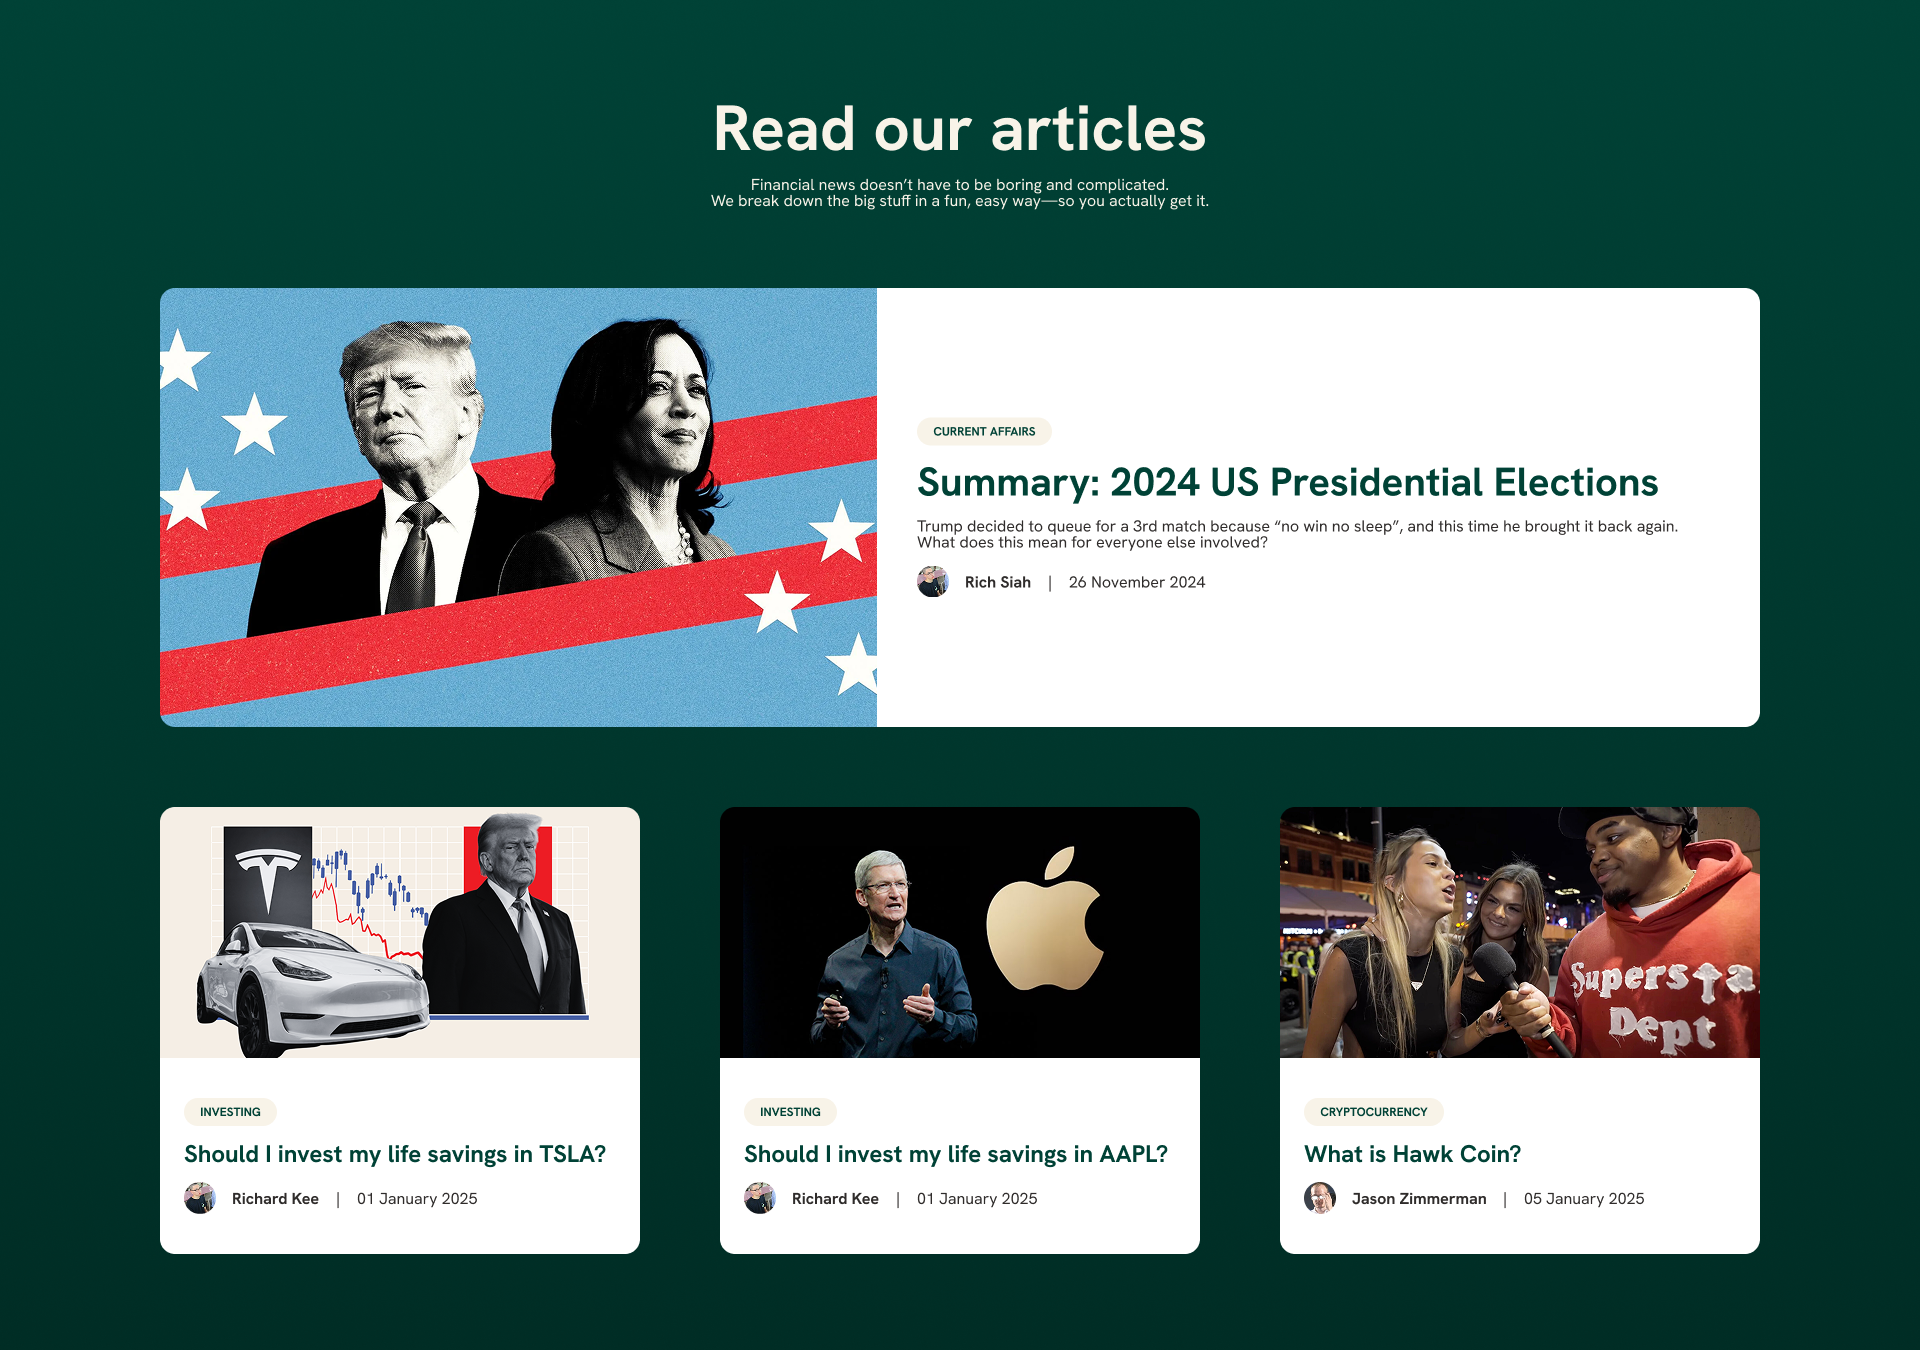 Read our articles
Financial news doesn’t have to be boring and complicated.
We break down the big stuff in a fun, easy way—so you actually get it.
CURRENT AFFAIRS
Summary: 2024 US Presidential Elections
Trump decided to queue for a 3rd match because “no win no sleep”, and this time he brought it back again.
What does this mean for everyone else involved?
Rich Siah | 26 November 2024
Supersta
Dept
INVESTING
Should I invest my life savings in TSLA?
Richard Kee | 01 January 2025
INVESTING
Should I invest my life savings in AAPL?
Richard Kee | 01 January 2025
CRYPTOCURRENCY
What is Hawk Coin?
Jason Zimmerman | 05 January 2025